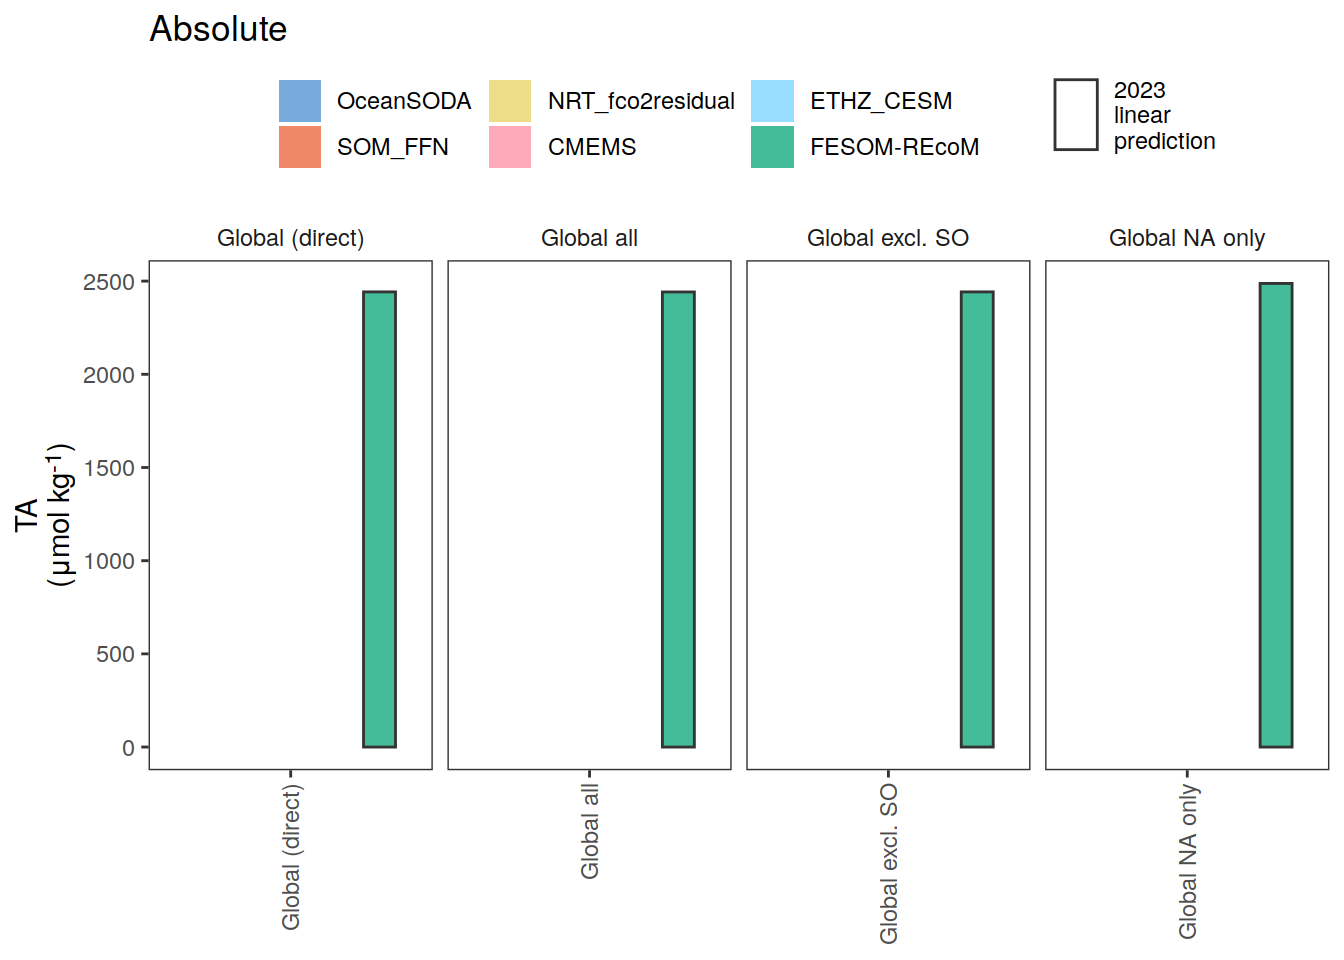 Absolute
OceanSODA
NRT_fco2residual
ETHZ_CESM
SOM_FFN
CMEMS
FESOM-REcoM
2023
linear
prediction
Global (direct)
Global all
Global excl. SO
Global NA only
TA
(μmol kg⁻¹)
2500
2000
1500
1000
500
0
Global (direct)
Global all
Global excl. SO
Global NA only